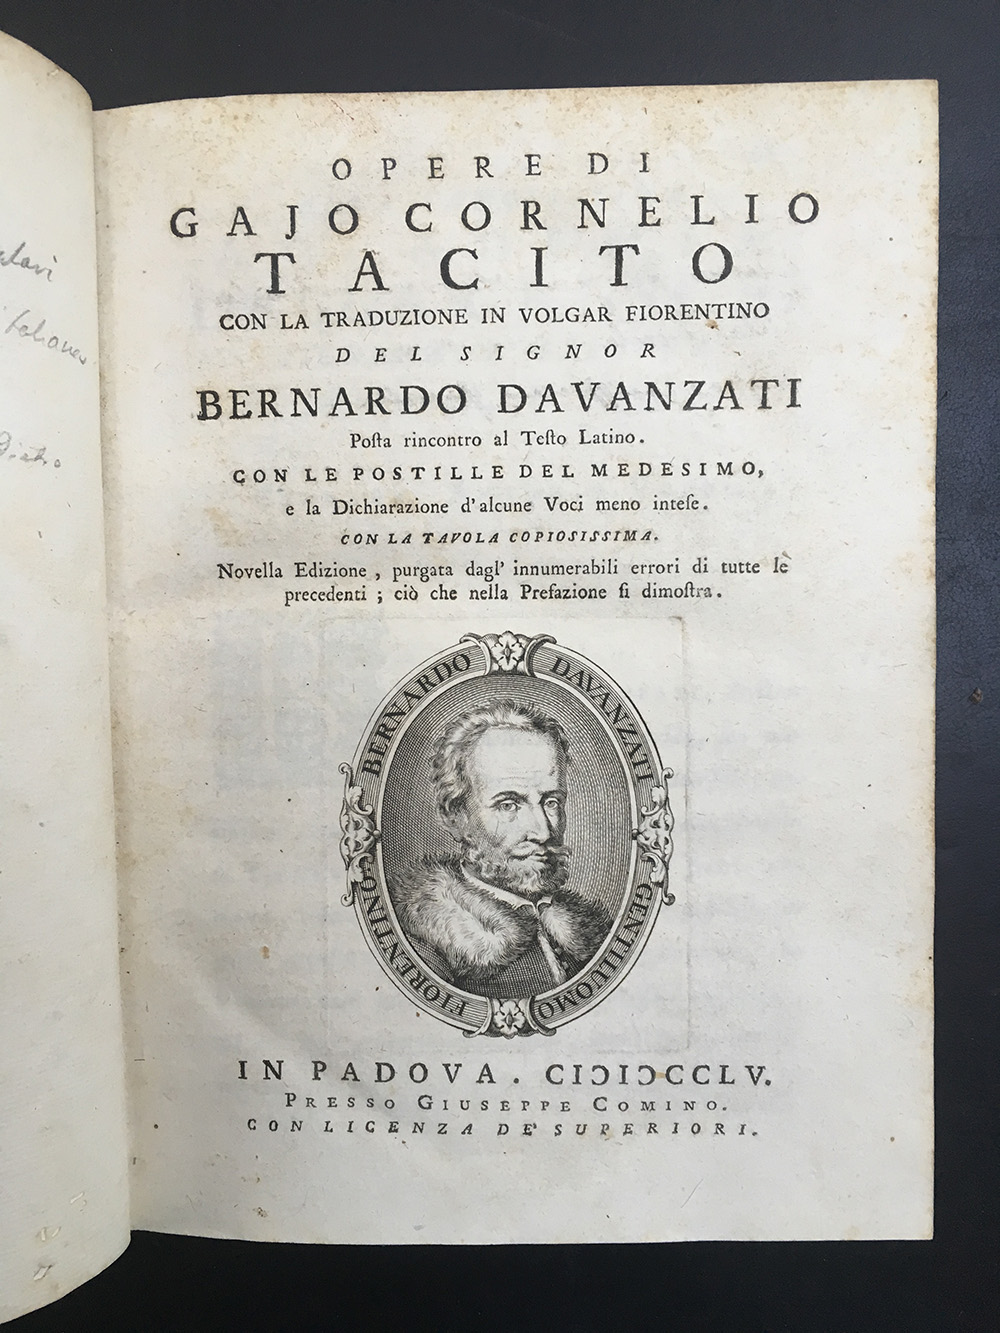 OPERE DI
GAJO CORNELIO
TACITO
CON LA TRADUZIONE IN VOLGAR FIORENTINO
DEL SIGNOR
BERNARDO DAVANZATI
Poſta rincontro al Teſto Latino.
CON LE POSTILLE DEL MEDESIMO,
e la Dichiarazione d'alcune Voci meno inteſe.
CON LA TAVOLA COPIOSISSIMA.
Novella Edizione, purgata dagl' innumerabili errori di tutte le
precedenti; ciò che nella Prefazione ſi dimoſtra.
BERNARDO DAVANZATI
GENTILUOMO FIORENTINO
IN PADOVA. CIƆIƆCCLV.
PRESSO GIUSEPPE COMINO.
CON LICENZA DE' SUPERIORI.